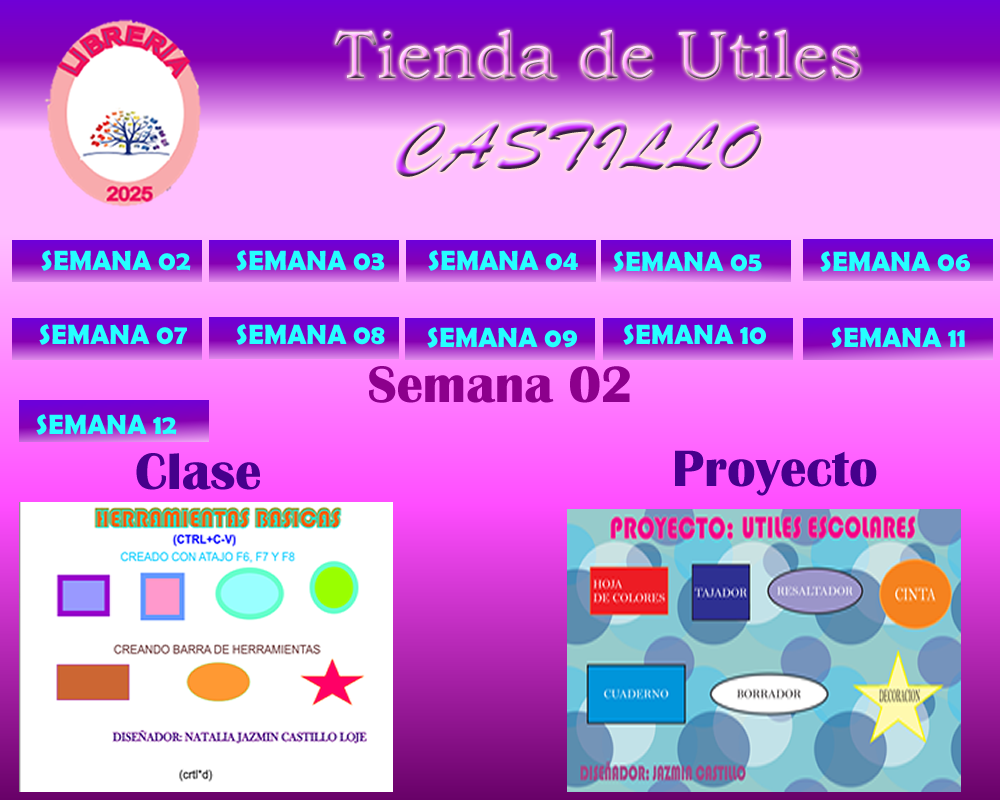 LIBRERIA
2025
Tienda de Utiles
CASTILLO
SEMANA 02
SEMANA 03
SEMANA 04
SEMANA 05
SEMANA 06
SEMANA 07
SEMANA 08
SEMANA 09
SEMANA 10
SEMANA 11
Semana 02
SEMANA 12
Clase
HERRAMIENTAS BASICAS
(CTRL+C-V)
CREADO CON ATAJO F6, F7 Y F8
CREANDO BARRA DE HERRAMIENTAS
DISEÑADOR: NATALIA JAZMIN CASTILLO LOJE
(crtl*d)
Proyecto
PROYECTO: UTILES ESCOLARES
HOJA
DE COLORES
TAJADOR
RESALTADOR
CINTA
CUADERNO
BORRADOR
DECORACION
DISEÑADOR: JAZMIN CASTILLO